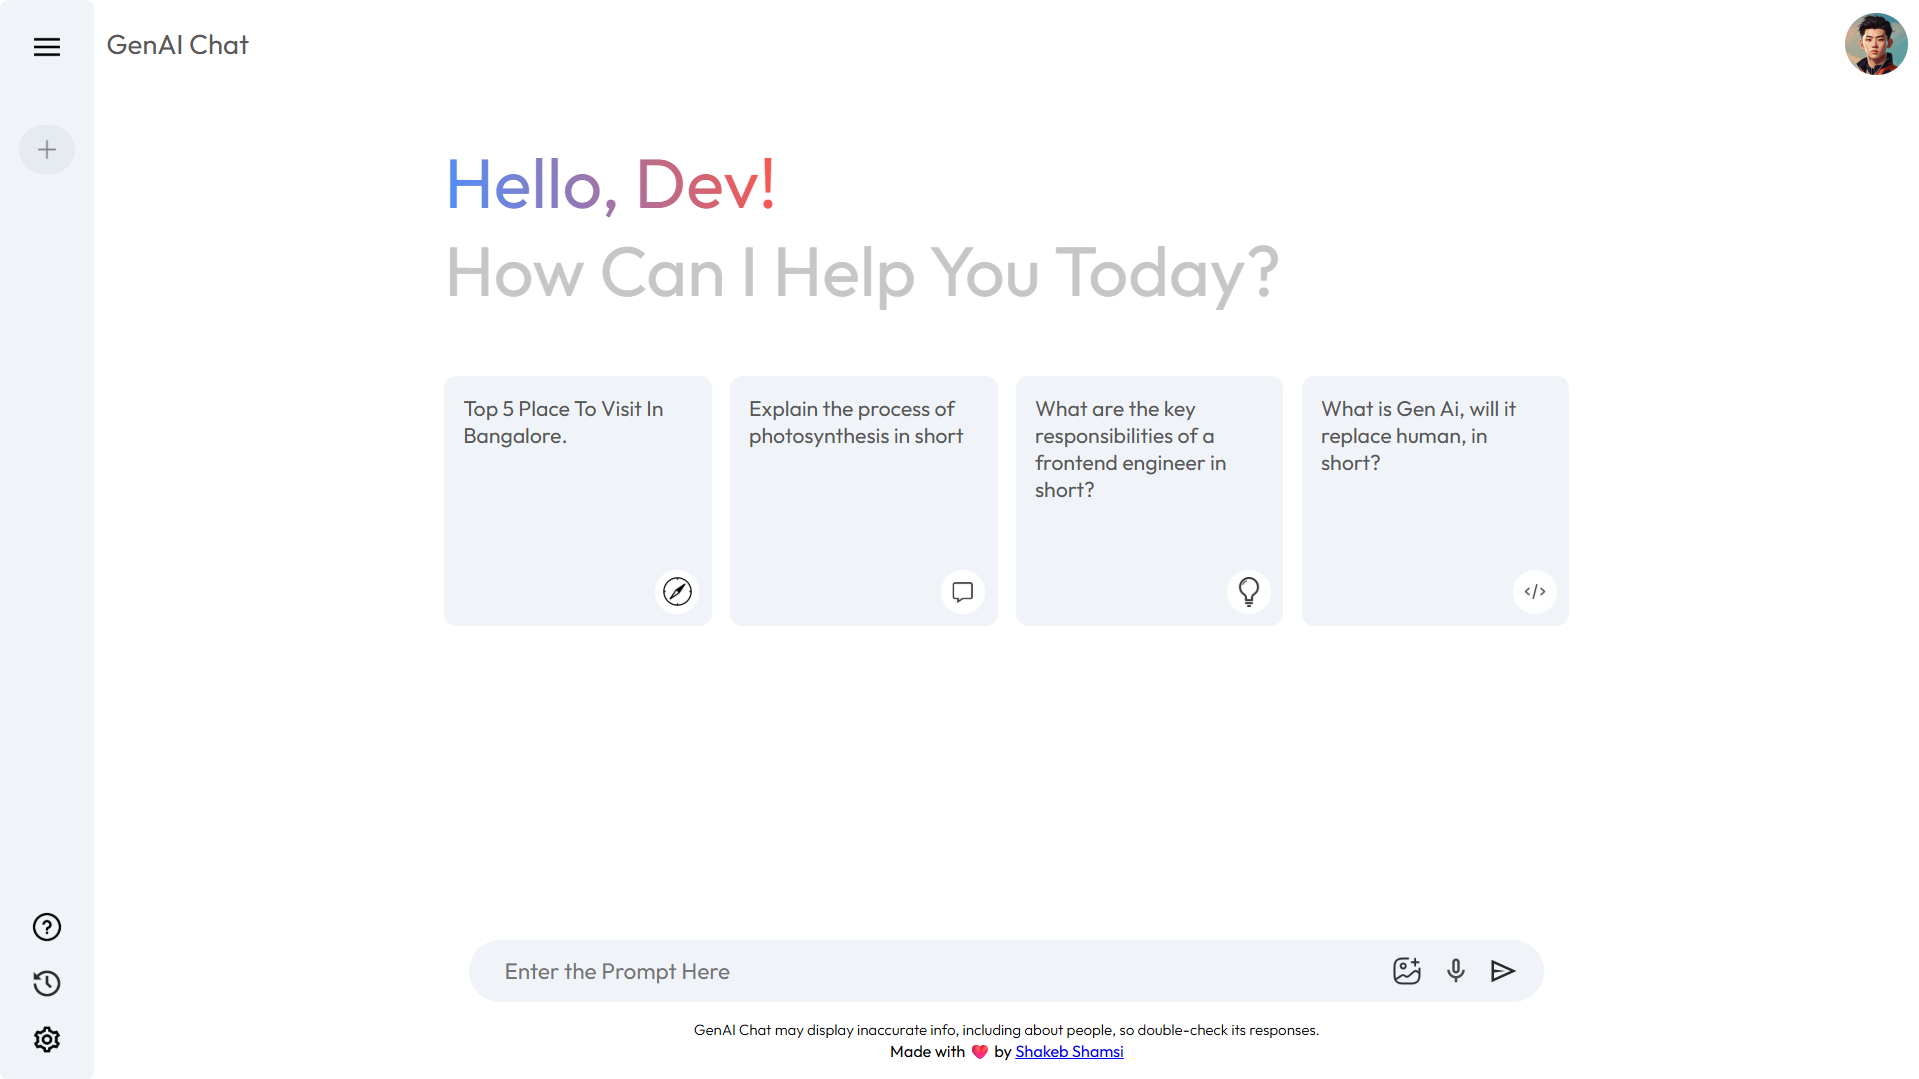 GenAI Chat
Hello, Dev!
How Can I Help You Today?
Top 5 Place To Visit In
Bangalore.
Explain the process of
photosynthesis in short
What are the key
responsibilities of a
frontend engineer in
short?
What is Gen Ai, will it
replace human, in
short?
Enter the Prompt Here
GenAI Chat may display inaccurate info, including about people, so double-check its responses.
Made with ❤️ by Shakeb Shamsi